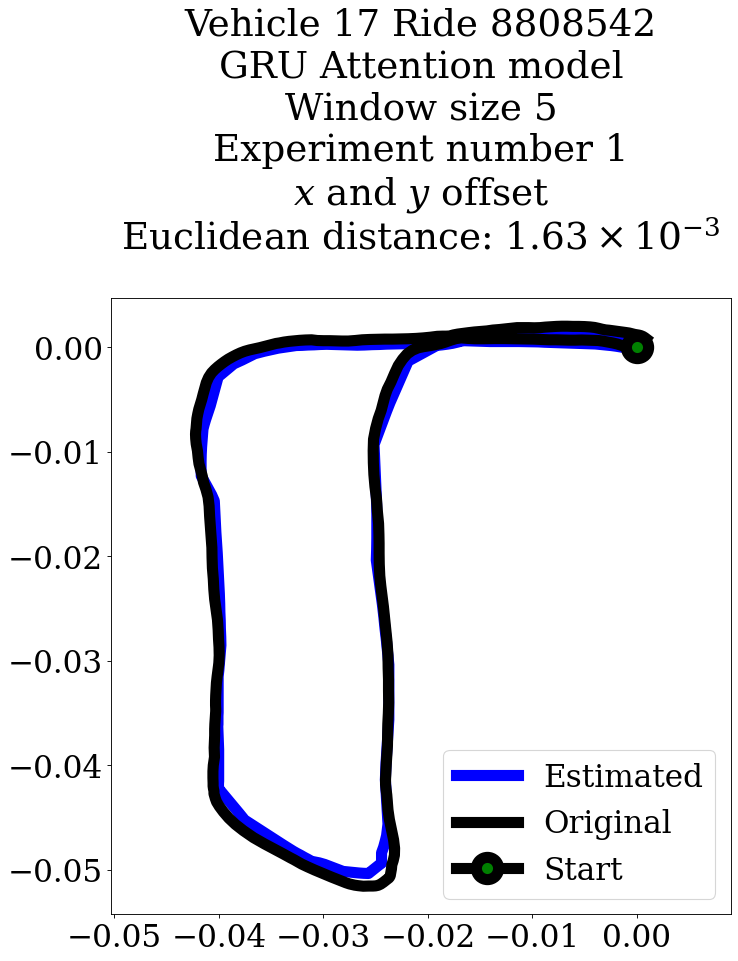 Vehicle 17 Ride 8808542
GRU Attention model
Window size 5
Experiment number 1
x and y offset
Euclidean distance: 1.63 × 10⁻³
0.00
−0.01
−0.02
−0.03
−0.04
−0.05
Estimated
Original
Start
−0.05 −0.04 −0.03 −0.02 −0.01 0.00